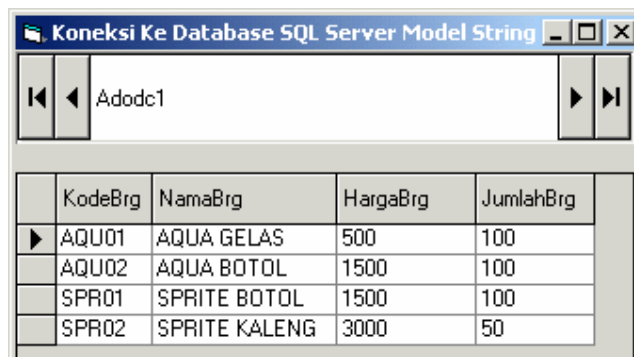 Koneksi Ke Database SQL Server Model String
Adodc1
KodeBrg NamaBrg HargaBrg JumlahBrg
AQU01 AQUA GELAS 500 100
AQU02 AQUA BOTOL 1500 100
SPR01 SPRITE BOTOL 1500 100
SPR02 SPRITE KALENG 3000 50